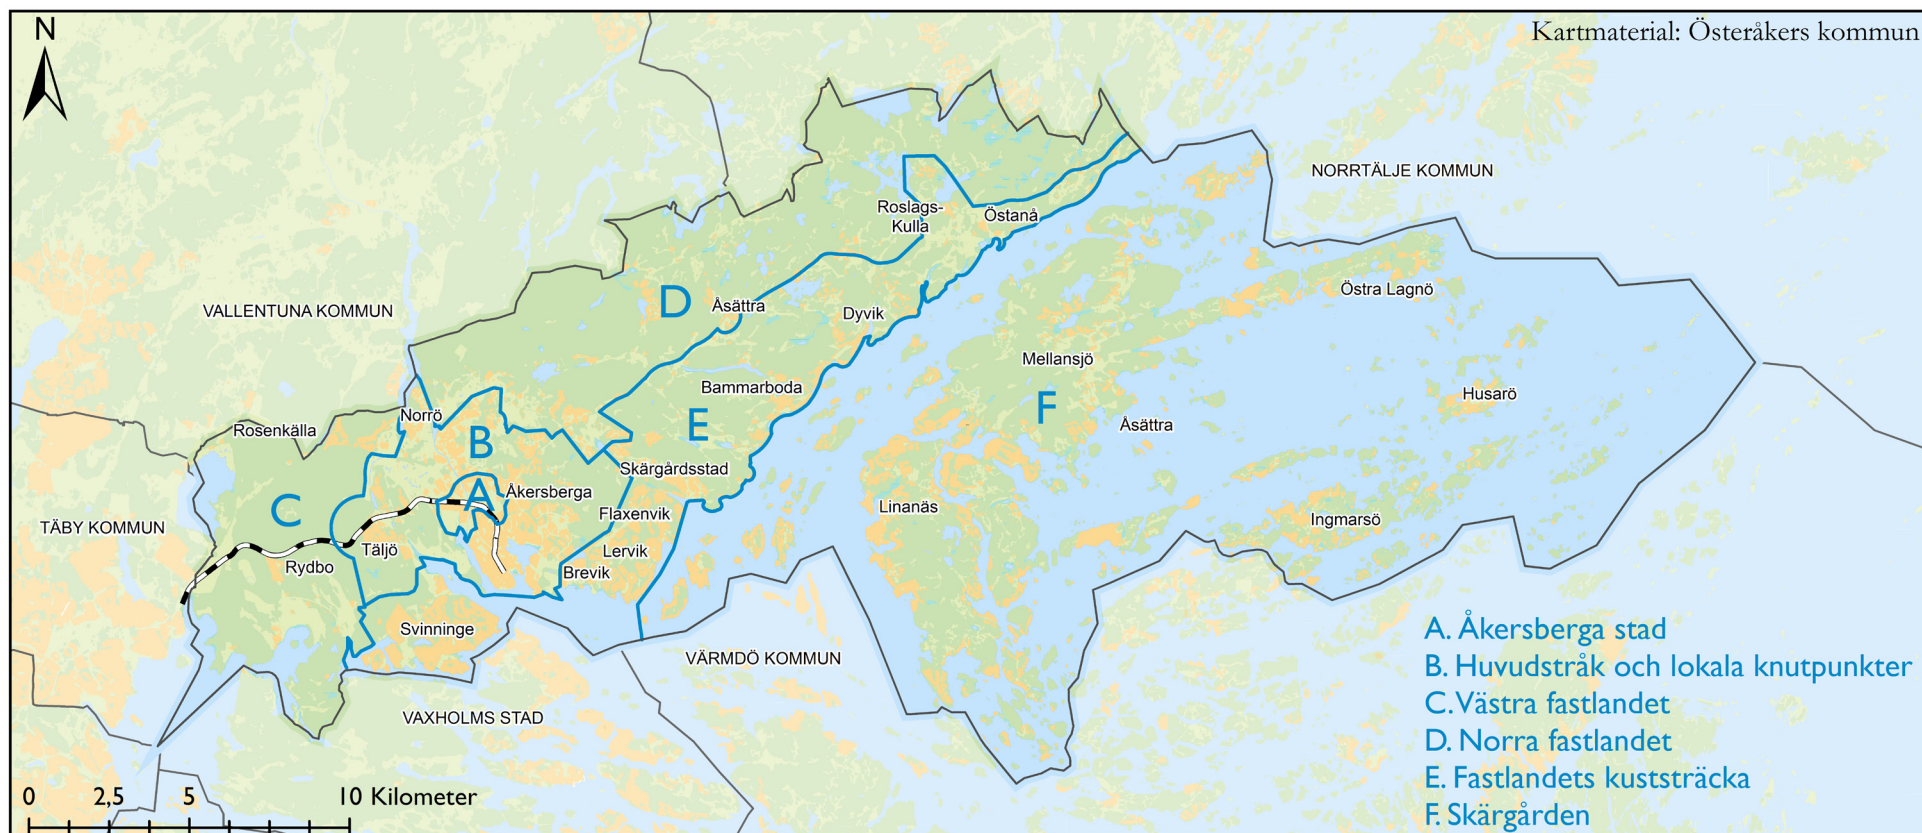 N
Kartmaterial: Österåkers kommun
NORRTÄLJE KOMMUN
Roslags-
Kulla
Östanå
Östra Lagnö
D
Åsättra
VALLENTUNA KOMMUN
Dyvik
Mellansjö
Bammarboda
Husarö
F
Norrö
E
Åsättra
Rosenkälla
B
Skärgårdsstad
A
Åkersberga
C
Linanäs
Flaxenvik
Ingmarsö
TÄBY KOMMUN
Täljö
Lervik
Rydbo
Brevik
Svinninge
VÄRMDÖ KOMMUN
VAXHOLMS STAD
A. Åkersberga stad
B. Huvudstråk och lokala knutpunkter
C. Västra fastlandet
D. Norra fastlandet
E. Fastlandets kuststräcka
F. Skärgården
0 2,5 5 10 Kilometer